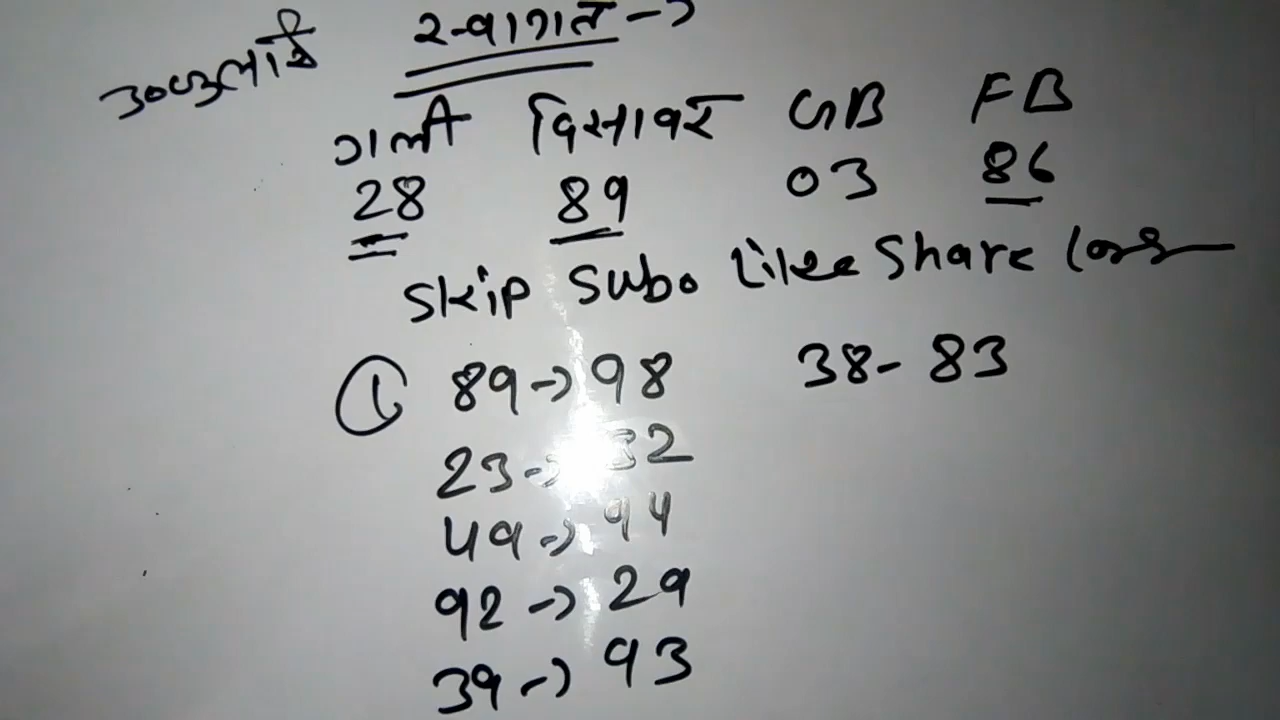 स्वागत ->
30 जुलाई
गली दिसावर GB FB
28 89 03 86
Skip Subo Like Share
① 89 -> 98 38 - 83
23 -> 32
49 -> 94
92 -> 29
39 -> 93